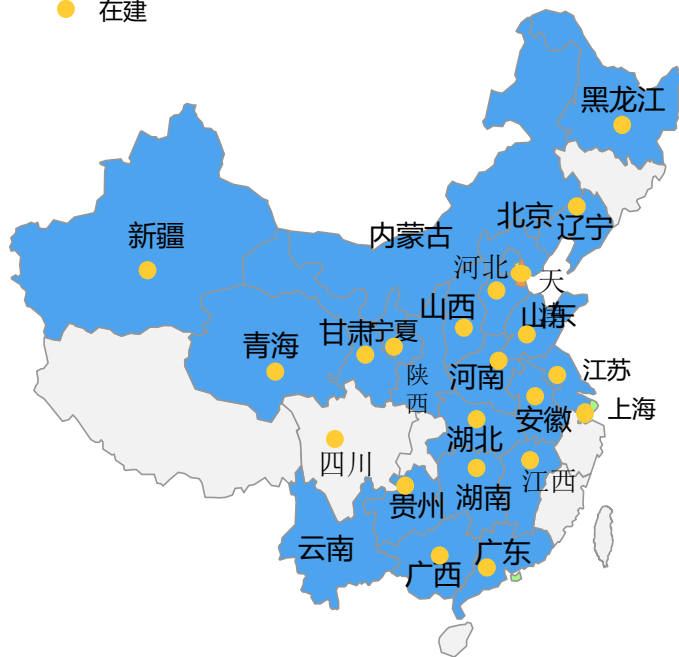 在建
黑龙江
北京
辽宁
新疆
内蒙古
河北
天津
山西
山东
甘肃
宁夏
青海
陕西
河南
江苏
上海
安徽
湖北
四川
江西
贵州
湖南
云南
广西
广东